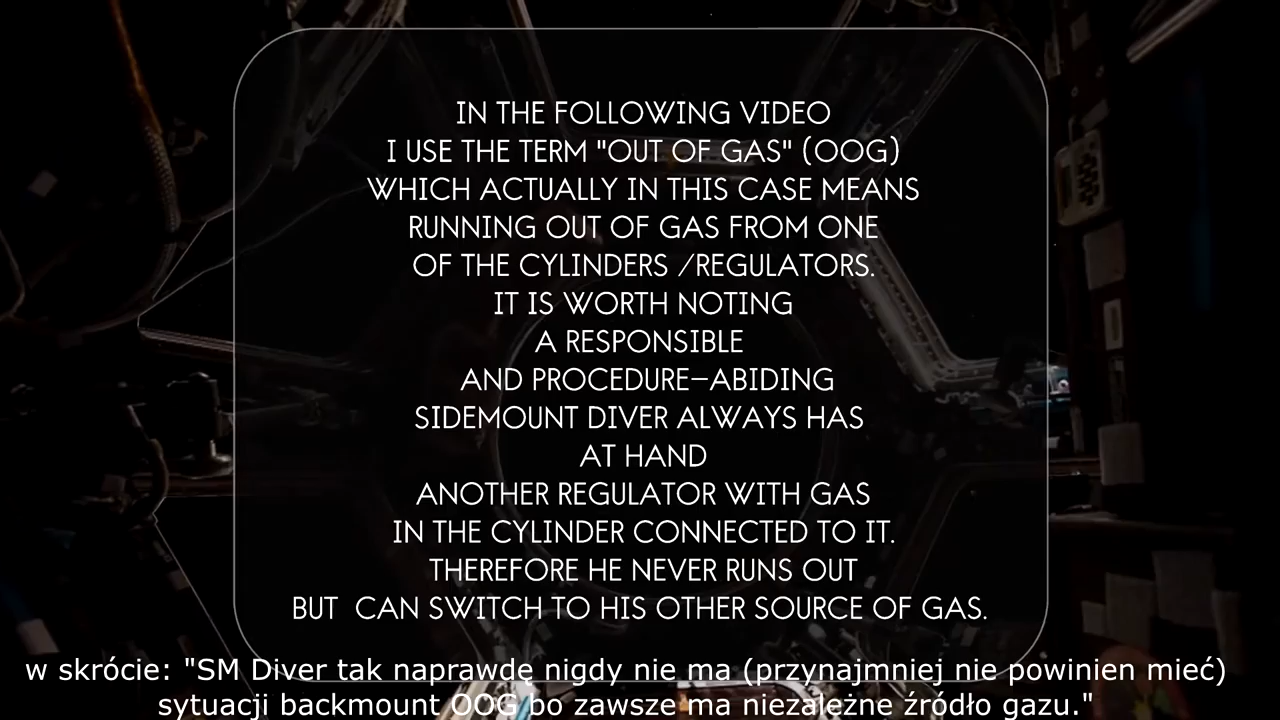 IN THE FOLLOWING VIDEO
I USE THE TERM "OUT OF GAS" (OOG)
WHICH ACTUALLY IN THIS CASE MEANS
RUNNING OUT OF GAS FROM ONE
OF THE CYLINDERS /REGULATORS.
IT IS WORTH NOTING
A RESPONSIBLE
AND PROCEDURE–ABIDING
SIDEMOUNT DIVER ALWAYS HAS
AT HAND
ANOTHER REGULATOR WITH GAS
IN THE CYLINDER CONNECTED TO IT.
THEREFORE HE NEVER RUNS OUT
BUT CAN SWITCH TO HIS OTHER SOURCE OF GAS.
w skrócie: "SM Diver tak naprawdę nigdy nie ma (przynajmniej nie powinien mieć)
sytuacji backmount OOG bo zawsze ma niezależne źródło gazu."